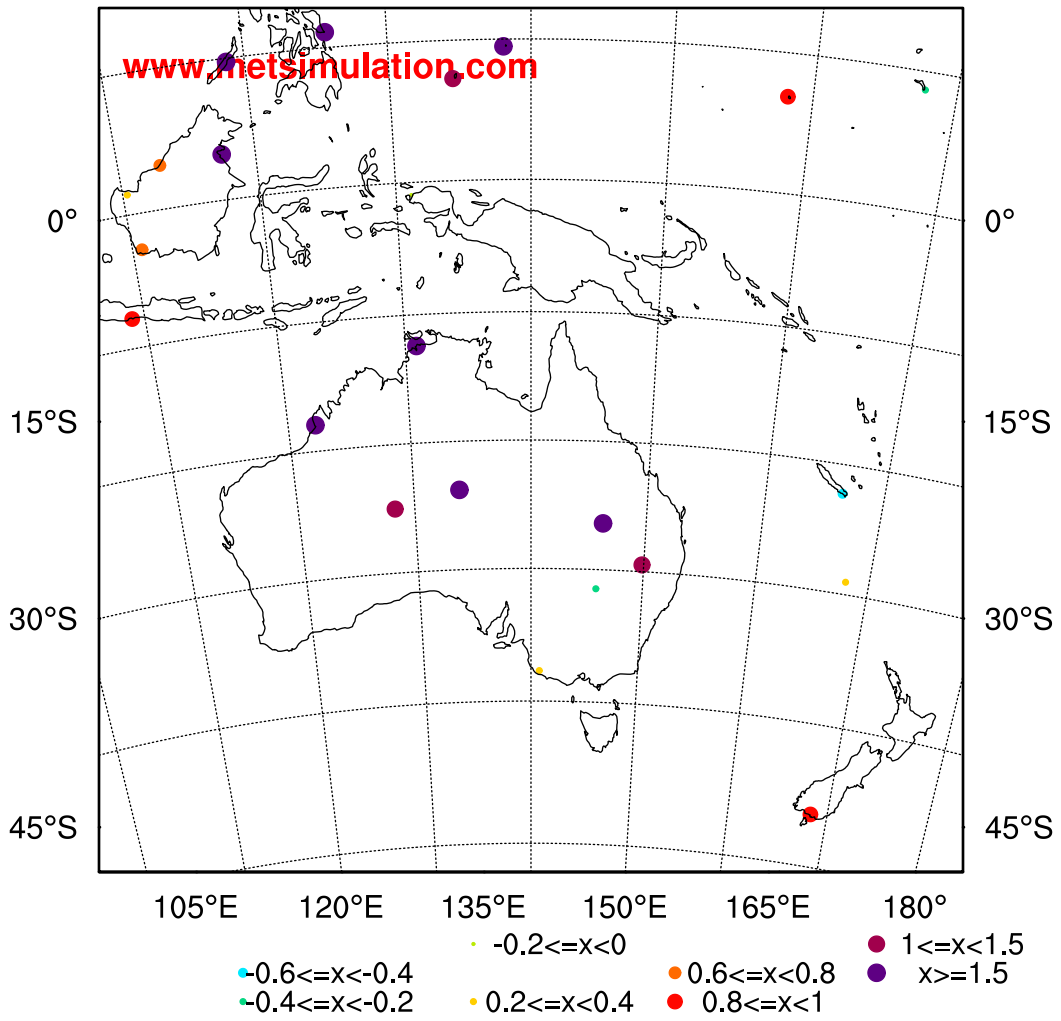 www.metsimulation.com
0° 0°
15°S 15°S
30°S 30°S
45°S 45°S
105°E 120°E 135°E 150°E 165°E 180°
-0.2<=x<0 1<=x<1.5
-0.6<=x<-0.4 0.6<=x<0.8 x>=1.5
-0.4<=x<-0.2 0.2<=x<0.4 0.8<=x<1